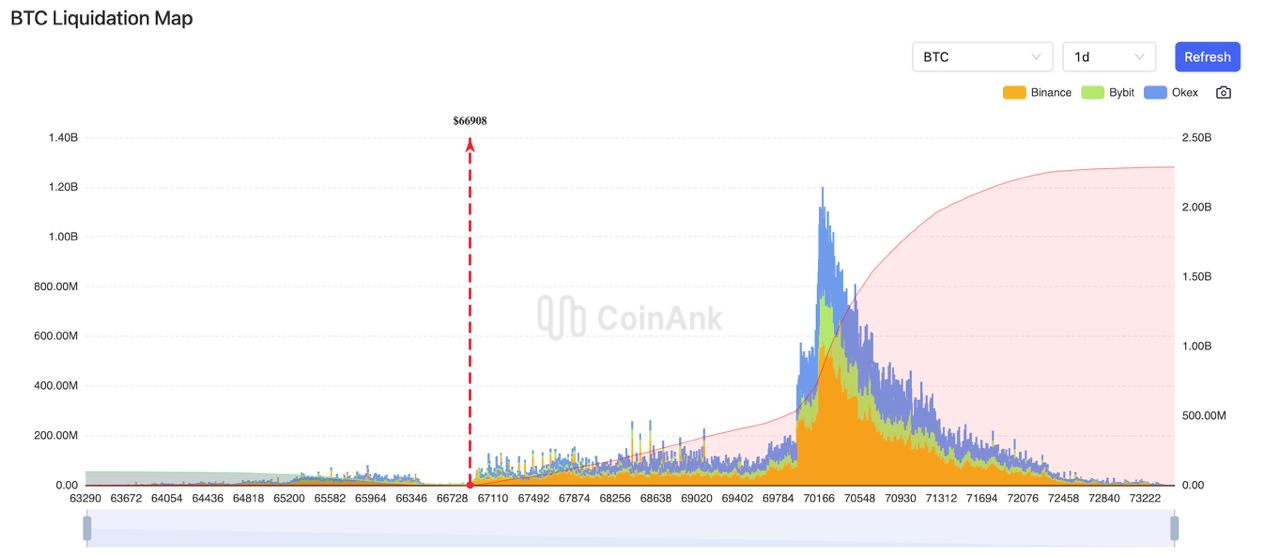 BTC Liquidation Map
BTC 1d Refresh
Binance Bybit Okex
$66908
1.40B 2.50B
1.20B
2.00B
1.00B
800.00M 1.50B
CoinAnk
600.00M
1.00B
400.00M
500.00M
200.00M
0.00 0.00
63290 63672 64054 64436 64818 65200 65582 65964 66346 66728 67110 67492 67874 68256 68638 69020 69402 69784 70166 70548 70930 71312 71694 72076 72458 72840 73222